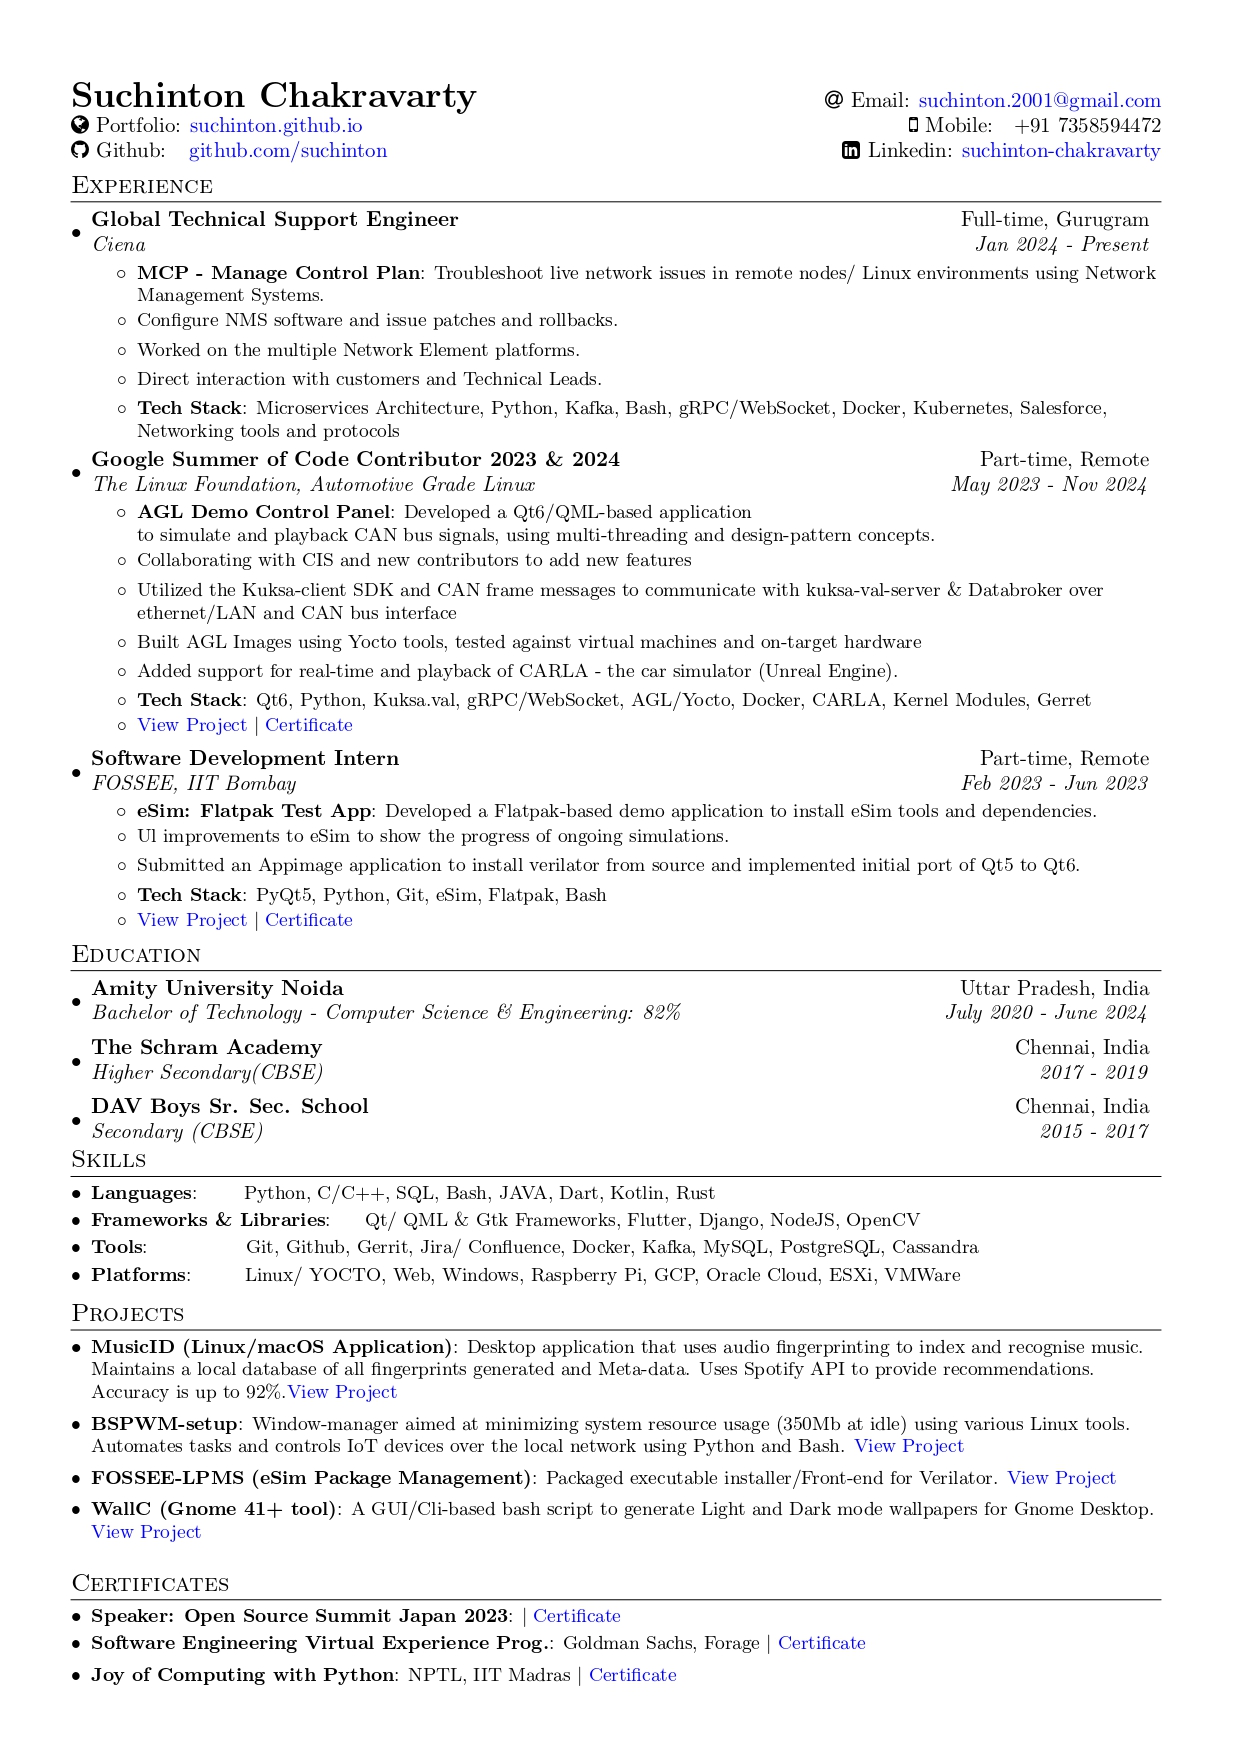 Suchinton Chakravarty
Email: suchinton.2001@gmail.com
Portfolio: suchinton.github.io
Mobile: +91 7358594472
Github: github.com/suchinton
Linkedin: suchinton-chakravarty
Experience
Global Technical Support Engineer Full-time, Gurugram
Ciena Jan 2024 - Present
MCP - Manage Control Plan: Troubleshoot live network issues in remote nodes/ Linux environments using Network
Management Systems.
Configure NMS software and issue patches and rollbacks.
Worked on the multiple Network Element platforms.
Direct interaction with customers and Technical Leads.
Tech Stack: Microservices Architecture, Python, Kafka, Bash, gRPC/WebSocket, Docker, Kubernetes, Salesforce,
Networking tools and protocols
Google Summer of Code Contributor 2023 & 2024 Part-time, Remote
The Linux Foundation, Automotive Grade Linux May 2023 - Nov 2024
AGL Demo Control Panel: Developed a Qt6/QML-based application
to simulate and playback CAN bus signals, using multi-threading and design-pattern concepts.
Collaborating with CIS and new contributors to add new features
Utilized the Kuksa-client SDK and CAN frame messages to communicate with kuksa-val-server & Databroker over
ethernet/LAN and CAN bus interface
Built AGL Images using Yocto tools, tested against virtual machines and on-target hardware
Added support for real-time and playback of CARLA - the car simulator (Unreal Engine).
Tech Stack: Qt6, Python, Kuksa.val, gRPC/WebSocket, AGL/Yocto, Docker, CARLA, Kernel Modules, Gerret
View Project | Certificate
Software Development Intern Part-time, Remote
FOSSEE, IIT Bombay Feb 2023 - Jun 2023
eSim: Flatpak Test App: Developed a Flatpak-based demo application to install eSim tools and dependencies.
Ul improvements to eSim to show the progress of ongoing simulations.
Submitted an Appimage application to install verilator from source and implemented initial port of Qt5 to Qt6.
Tech Stack: PyQt5, Python, Git, eSim, Flatpak, Bash
View Project | Certificate
Education
Amity University Noida Uttar Pradesh, India
Bachelor of Technology - Computer Science & Engineering: 82% July 2020 - June 2024
The Schram Academy Chennai, India
Higher Secondary(CBSE) 2017 - 2019
DAV Boys Sr. Sec. School Chennai, India
Secondary (CBSE) 2015 - 2017
Skills
Languages: Python, C/C++, SQL, Bash, JAVA, Dart, Kotlin, Rust
Frameworks & Libraries: Qt/ QML & Gtk Frameworks, Flutter, Django, NodeJS, OpenCV
Tools: Git, Github, Gerrit, Jira/ Confluence, Docker, Kafka, MySQL, PostgreSQL, Cassandra
Platforms: Linux/ YOCTO, Web, Windows, Raspberry Pi, GCP, Oracle Cloud, ESXi, VMWare
Projects
MusicID (Linux/macOS Application): Desktop application that uses audio fingerprinting to index and recognise music.
Maintains a local database of all fingerprints generated and Meta-data. Uses Spotify API to provide recommendations.
Accuracy is up to 92%.View Project
BSPWM-setup: Window-manager aimed at minimizing system resource usage (350Mb at idle) using various Linux tools.
Automates tasks and controls IoT devices over the local network using Python and Bash. View Project
FOSSEE-LPMS (eSim Package Management): Packaged executable installer/Front-end for Verilator. View Project
WallC (Gnome 41+ tool): A GUI/Cli-based bash script to generate Light and Dark mode wallpapers for Gnome Desktop.
View Project
Certificates
Speaker: Open Source Summit Japan 2023: | Certificate
Software Engineering Virtual Experience Prog.: Goldman Sachs, Forage | Certificate
Joy of Computing with Python: NPTL, IIT Madras | Certificate